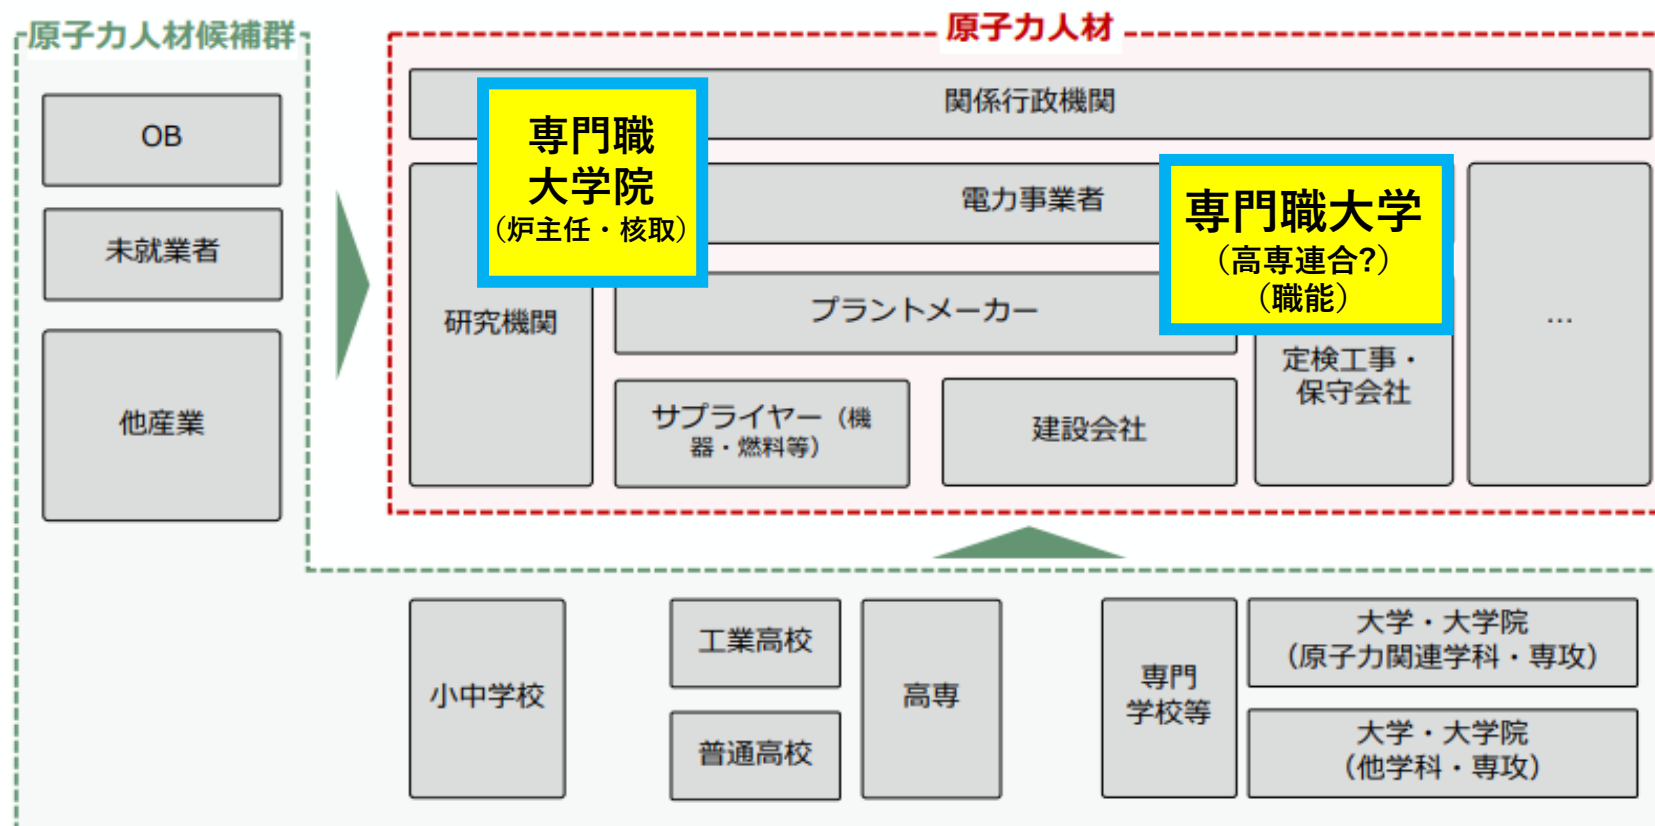 原子力人材候補群
OB
未就業者
他産業
原子力人材
関係行政機関
専門職
大学院
（炉主任・核取）
電力事業者
専門職大学
（高専連合?）
（職能）
研究機関
プラントメーカー
サプライヤー（機
器・燃料等）
建設会社
定検工事・
保守会社
…
小中学校
工業高校
普通高校
高専
専門
学校等
大学・大学院
（原子力関連学科・専攻）
大学・大学院
（他学科・専攻）